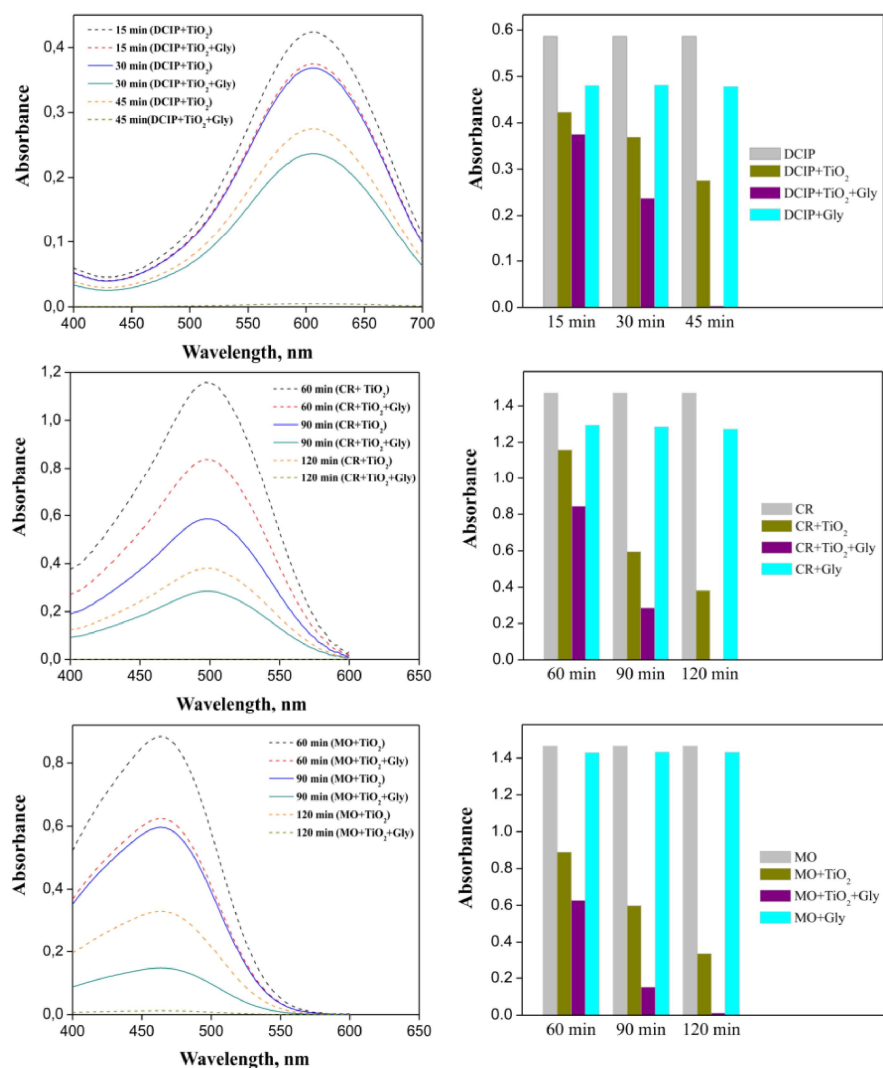 0,4
0,3
0,2
0,1
0,0
Absorbance
15 min (DCIP+TiO₂)
15 min (DCIP+TiO₂+Gly)
30 min (DCIP+TiO₂)
30 min (DCIP+TiO₂+Gly)
45 min (DCIP+TiO₂)
45 min(DCIP+TiO₂+Gly)
400 450 500 550 600 650 700
Wavelength, nm
0.6
0.5
0.4
0.3
0.2
0.1
0.0
Absorbance
DCIP
DCIP+TiO₂
DCIP+TiO₂+Gly
DCIP+Gly
15 min 30 min 45 min
1,2
1,0
0,8
0,6
0,4
0,2
0,0
Absorbance
60 min (CR+ TiO₂)
60 min (CR+TiO₂+Gly)
90 min (CR+TiO₂)
90 min (CR+TiO₂+Gly)
120 min (CR+TiO₂)
120 min (CR+TiO₂+Gly)
400 450 500 550 600 650
Wavelength, nm
1.4
1.2
1.0
0.8
0.6
0.4
0.2
0.0
Absorbance
CR
CR+TiO₂
CR+TiO₂+Gly
CR+Gly
60 min 90 min 120 min
0,8
0,6
0,4
0,2
0,0
Absorbance
60 min (MO+TiO₂)
60 min (MO+TiO₂+Gly)
90 min (MO+TiO₂)
90 min (MO+TiO₂+Gly)
120 min (MO+TiO₂)
120 min (MO+TiO₂+Gly)
400 450 500 550 600 650
Wavelength, nm
1.4
1.2
1.0
0.8
0.6
0.4
0.2
0.0
Absorbance
MO
MO+TiO₂
MO+TiO₂+Gly
MO+Gly
60 min 90 min 120 min